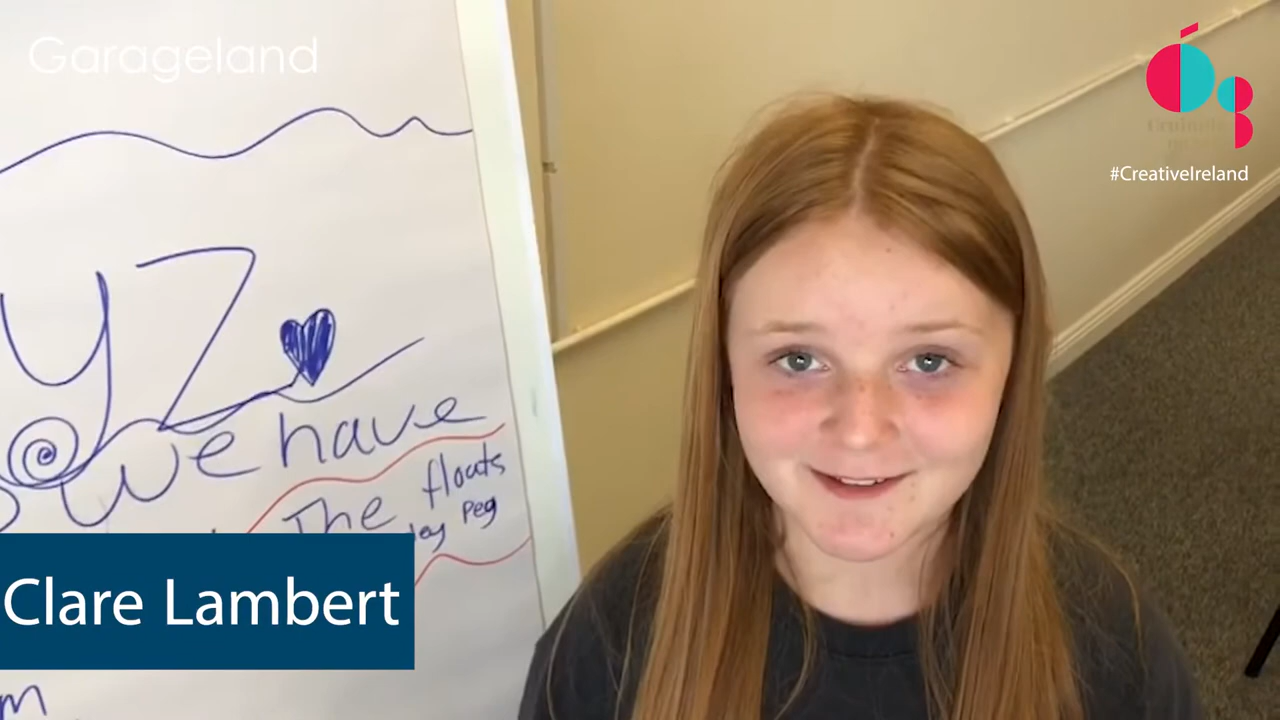 Garageland
#CreativeIreland
YZ
we have
The floats
Peg
Clare Lambert
m